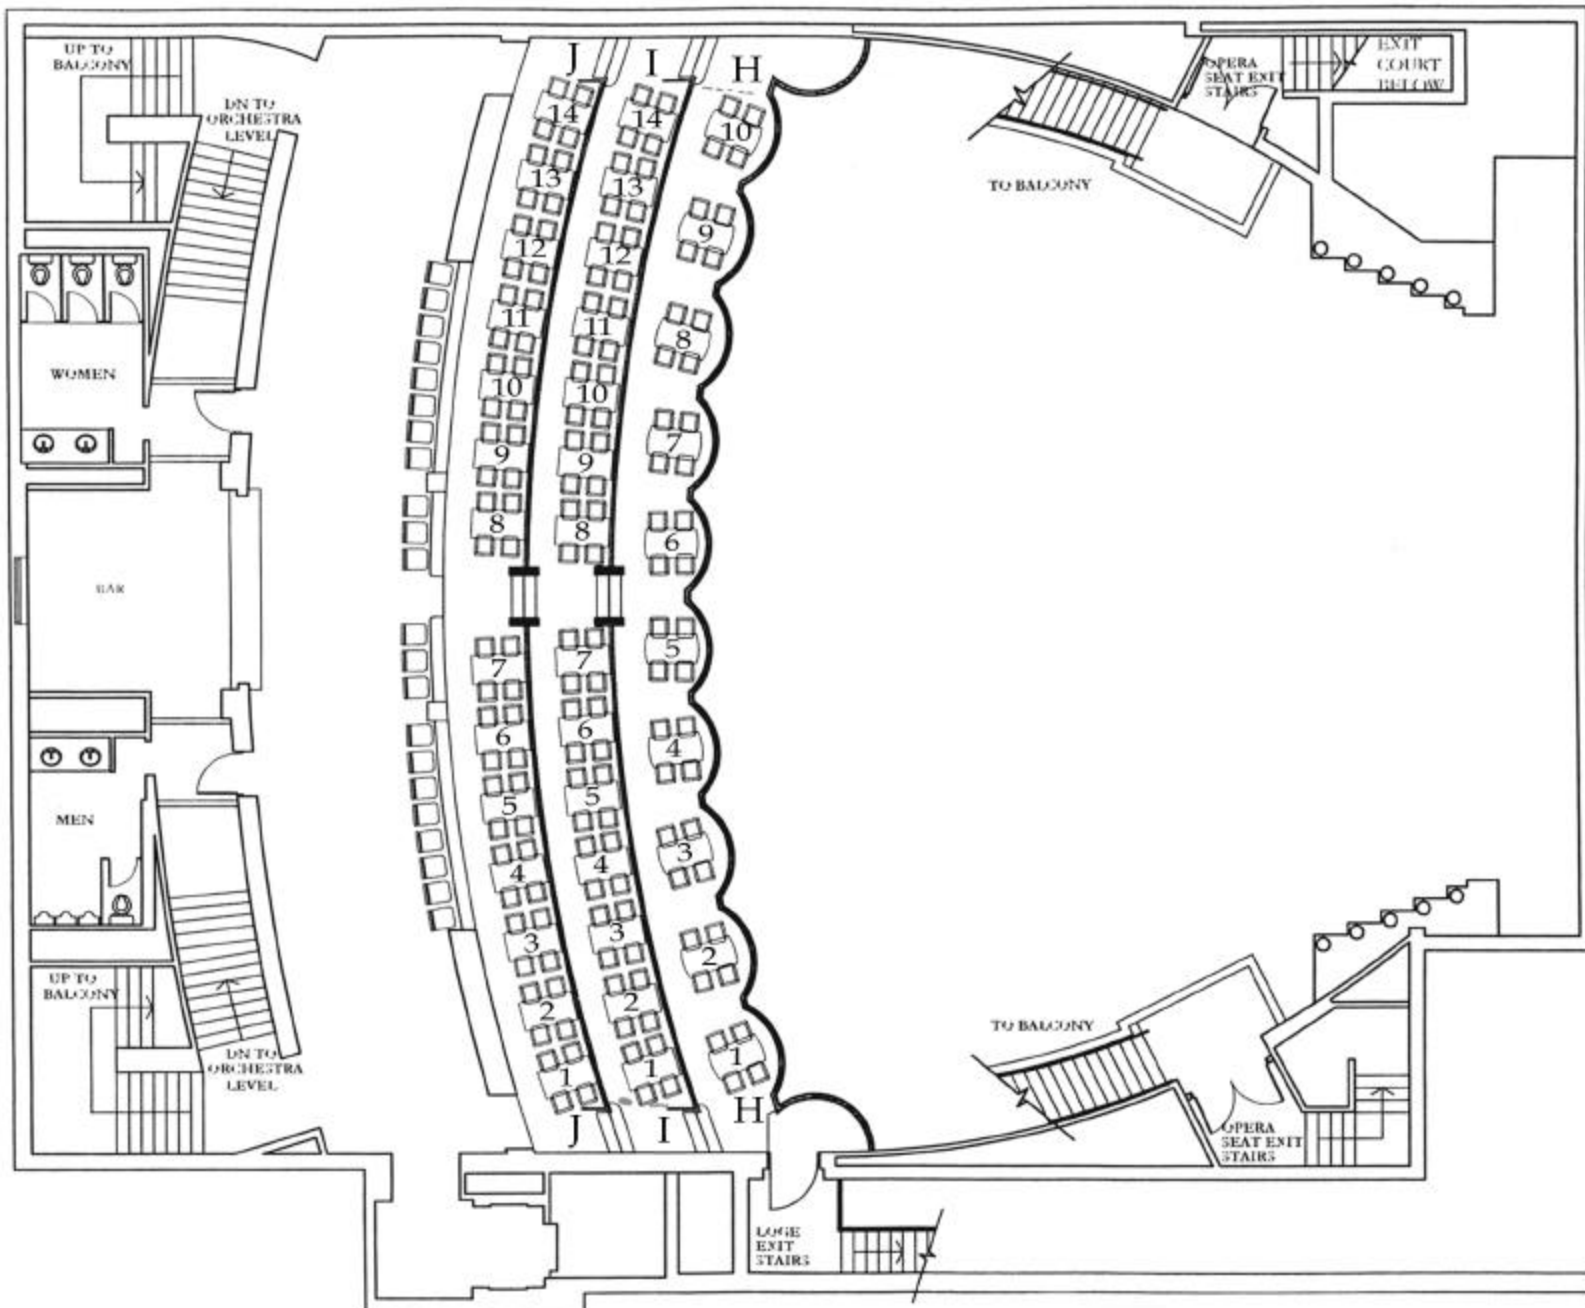 UP TO
BALCONY
DN TO
ORCHESTRA
LEVEL
J
I
H
OPERA
SEAT EXIT
STAIRS
EXIT
COURT
BELOW
TO BALCONY
14
13
12
11
10
9
8
7
6
5
4
3
2
1
J
14
13
12
11
10
9
8
7
6
5
4
3
2
1
I
10
9
8
7
6
5
4
3
2
1
H
WOMEN
BAR
MEN
UP TO
BALCONY
DN TO
ORCHESTRA
LEVEL
TO BALCONY
OPERA
SEAT EXIT
STAIRS
LOGE
EXIT
STAIRS